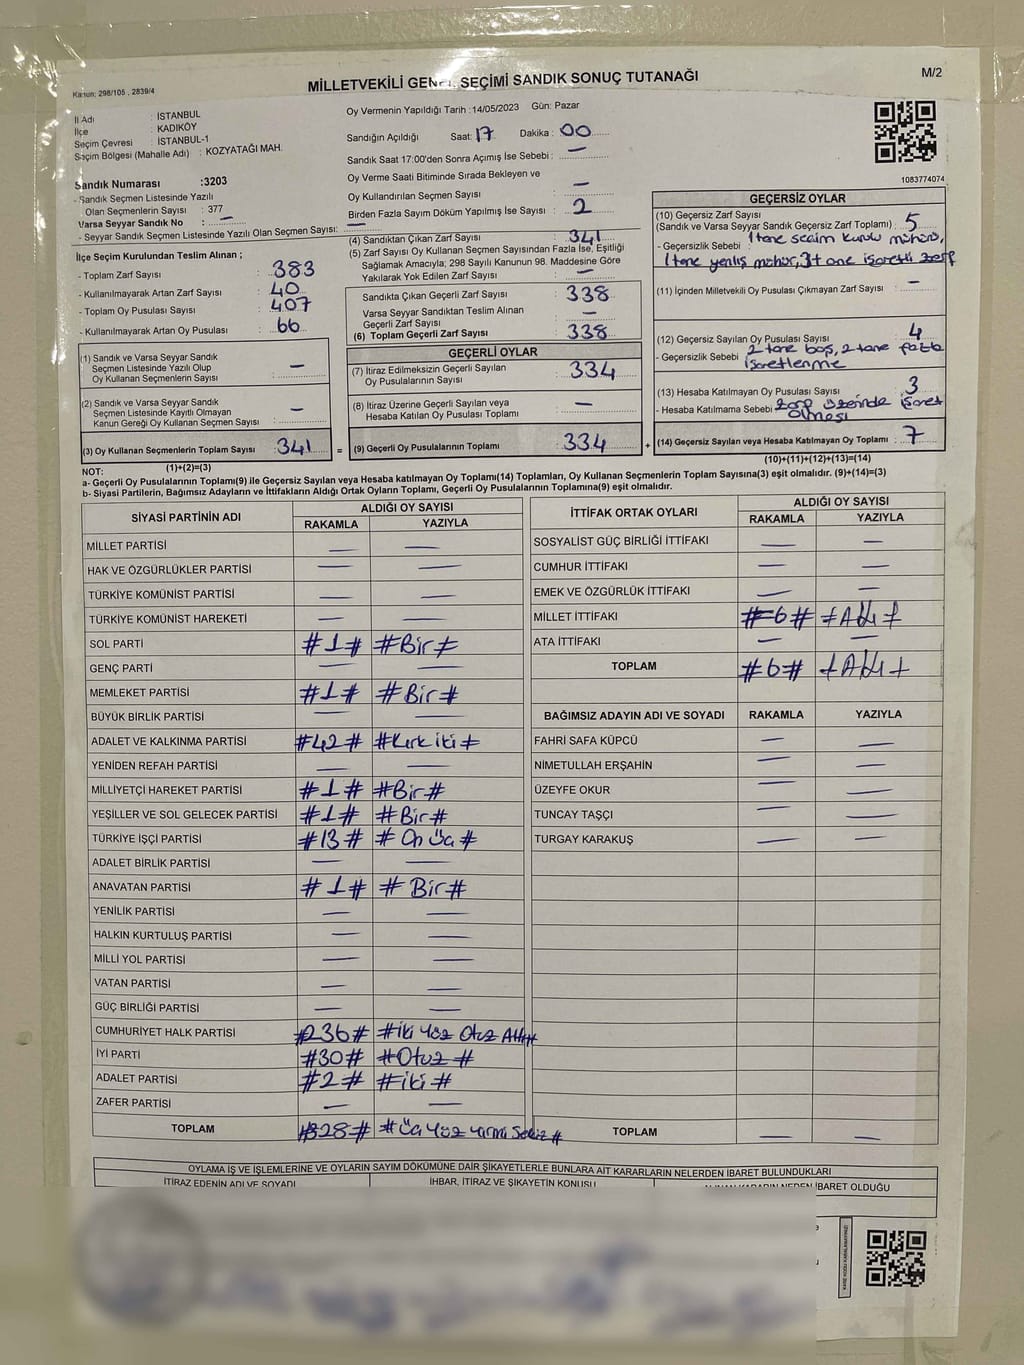 Kanun: 298/105 , 2839/4
MİLLETVEKİLİ GENEL SEÇİMİ SANDIK SONUÇ TUTANAĞI
M/2
İl Adı : İSTANBUL
İlçe : KADIKÖY
Seçim Çevresi : İSTANBUL-1
Seçim Bölgesi (Mahalle Adı) : KOZYATAĞI MAH.
Sandık Numarası :3203
- Sandık Seçmen Listesinde Yazılı
Olan Seçmenlerin Sayısı : 377
Varsa Seyyar Sandık No : —
- Seyyar Sandık Seçmen Listesinde Yazılı Olan Seçmen Sayısı: —
Oy Vermenin Yapıldığı Tarih :14/05/2023 Gün: Pazar
Sandığın Açıldığı Saat: 17 Dakika : 00
Sandık Saat 17:00'den Sonra Açımış İse Sebebi : —
Oy Verme Saati Bitiminde Sırada Bekleyen ve
Oy Kullandırılan Seçmen Sayısı : —
Birden Fazla Sayım Döküm Yapılmış İse Sayısı : 2
1083774074
İlçe Seçim Kurulundan Teslim Alınan ;
- Toplam Zarf Sayısı : 383
- Kullanılmayarak Artan Zarf Sayısı : 40
- Toplam Oy Pusulası Sayısı : 407
- Kullanılmayarak Artan Oy Pusulası : 66
(1) Sandık ve Varsa Seyyar Sandık
Seçmen Listesinde Yazılı Olup
Oy Kullanan Seçmenlerin Sayısı : —
(2) Sandık ve Varsa Seyyar Sandık
Seçmen Listesinde Kayıtlı Olmayan
Kanun Gereği Oy Kullanan Seçmen Sayısı : —
(3) Oy Kullanan Seçmenlerin Toplam Sayısı : 341
(1)+(2)=(3)
(4) Sandıktan Çıkan Zarf Sayısı : 341
(5) Zarf Sayısı Oy Kullanan Seçmen Sayısından Fazla İse, Eşitliği
Sağlamak Amacıyla; 298 Sayılı Kanunun 98. Maddesine Göre
Yakılarak Yok Edilen Zarf Sayısı : —
Sandıkta Çıkan Geçerli Zarf Sayısı : 338
Varsa Seyyar Sandıktan Teslim Alınan
Geçerli Zarf Sayısı : —
(6) Toplam Geçerli Zarf Sayısı : 338
GEÇERLİ OYLAR
(7) İtiraz Edilmeksizin Geçerli Sayılan
Oy Pusulalarının Sayısı : 334
(8) İtiraz Üzerine Geçerli Sayılan veya
Hesaba Katılan Oy Pusulası Toplamı : —
= (9) Geçerli Oy Pusulalarının Toplamı : 334 +
GEÇERSİZ OYLAR
(10) Geçersiz Zarf Sayısı
(Sandık ve Varsa Seyyar Sandık Geçersiz Zarf Toplamı) : 5
- Geçersizlik Sebebi : 1 tane seçim kurulu mühürü,
1 tane yanlış mühür, 3 tane işaretli zarf
(11) İçinden Milletvekili Oy Pusulası Çıkmayan Zarf Sayısı : —
(12) Geçersiz Sayılan Oy Pusulası Sayısı : 4
- Geçersizlik Sebebi : 2 tane boş, 2 tane fazla
işaretlenme
(13) Hesaba Katılmayan Oy Pusulası Sayısı : 3
- Hesaba Katılmama Sebebi : zarf üzerinde işaret
olması
(14) Geçersiz Sayılan veya Hesaba Katılmayan Oy Toplamı : 7
(10)+(11)+(12)+(13)=(14)
NOT:
a- Geçerli Oy Pusulalarının Toplamı(9) ile Geçersiz Sayılan veya Hesaba katılmayan Oy Toplamı(14) Toplamları, Oy Kullanan Seçmenlerin Toplam Sayısına(3) eşit olmalıdır. (9)+(14)=(3)
b- Siyasi Partilerin, Bağımsız Adayların ve İttifakların Aldığı Ortak Oyların Toplamı, Geçerli Oy Pusulalarının Toplamına(9) eşit olmalıdır.
SİYASİ PARTİNİN ADI ALDIĞI OY SAYISI
RAKAMLA YAZIYLA
MİLLET PARTİSİ — —
HAK VE ÖZGÜRLÜKLER PARTİSİ — —
TÜRKİYE KOMÜNİST PARTİSİ — —
TÜRKİYE KOMÜNİST HAREKETİ — —
SOL PARTİ #1# #Bir#
GENÇ PARTİ — —
MEMLEKET PARTİSİ #1# #Bir#
BÜYÜK BİRLİK PARTİSİ — —
ADALET VE KALKINMA PARTİSİ #42# #Kırk iki#
YENİDEN REFAH PARTİSİ — —
MİLLİYETÇİ HAREKET PARTİSİ #1# #Bir#
YEŞİLLER VE SOL GELECEK PARTİSİ #1# #Bir#
TÜRKİYE İŞÇİ PARTİSİ #13# #On Üç#
ADALET BİRLİK PARTİSİ — —
ANAVATAN PARTİSİ #1# #Bir#
YENİLİK PARTİSİ — —
HALKIN KURTULUŞ PARTİSİ — —
MİLLİ YOL PARTİSİ — —
VATAN PARTİSİ — —
GÜÇ BİRLİĞİ PARTİSİ — —
CUMHURİYET HALK PARTİSİ #236# #İki Yüz Otuz Altı#
İYİ PARTİ #30# #Otuz#
ADALET PARTİSİ #2# #iki#
ZAFER PARTİSİ — —
TOPLAM #328# #Üç Yüz Yirmi Sekiz#
İTTİFAK ORTAK OYLARI ALDIĞI OY SAYISI
RAKAMLA YAZIYLA
SOSYALİST GÜÇ BİRLİĞİ İTTİFAKI — —
CUMHUR İTTİFAKI — —
EMEK VE ÖZGÜRLÜK İTTİFAKI — —
MİLLET İTTİFAKI #6# #Altı#
ATA İTTİFAKI — —
TOPLAM #6# #Altı#
BAĞIMSIZ ADAYIN ADI VE SOYADI RAKAMLA YAZIYLA
FAHRİ SAFA KÜPCÜ — —
NİMETULLAH ERŞAHİN — —
ÜZEYFE OKUR — —
TUNCAY TAŞÇI — —
TURGAY KARAKUŞ — —
TOPLAM — —
OYLAMA İŞ VE İŞLEMLERİNE VE OYLARIN SAYIM DÖKÜMÜNE DAİR ŞİKAYETLERLE BUNLARA AİT KARARLARIN NELERDEN İBARET BULUNDUKLARI
İTİRAZ EDENİN ADI VE SOYADI İHBAR, İTİRAZ VE ŞİKAYETİN KONUSU ALINAN KARARIN NEDEN İBARET OLDUĞU